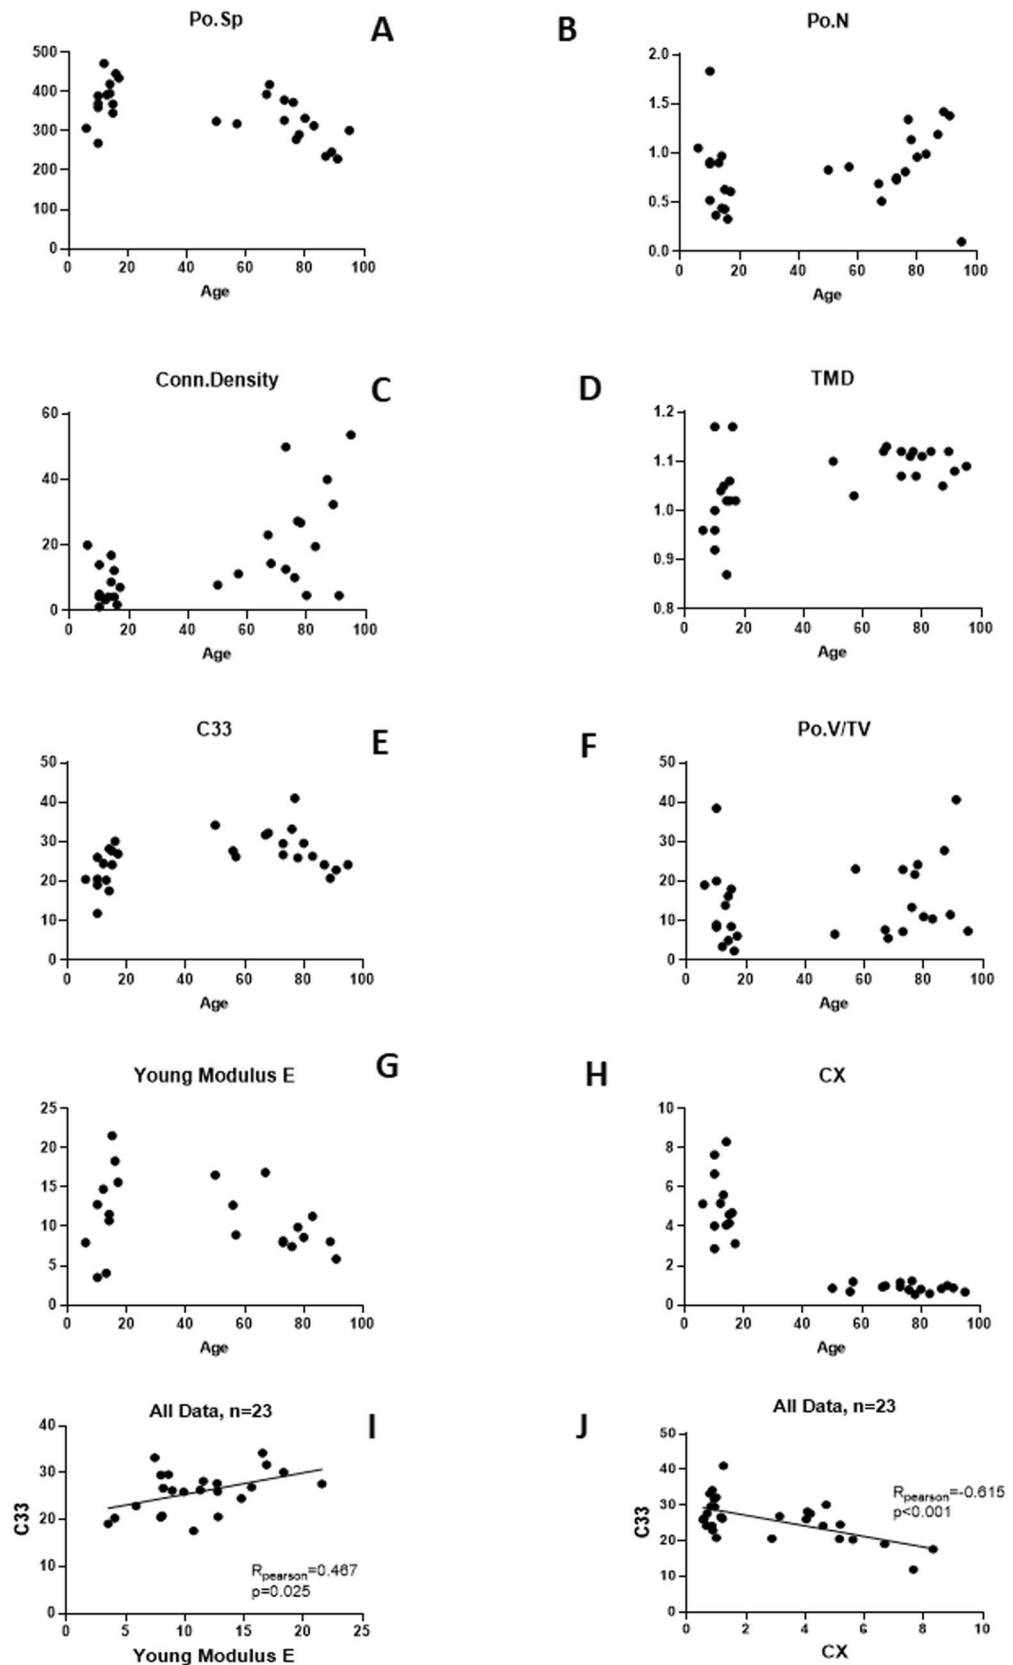 Po.Sp
A
500
400
300
200
100
0
0 20 40 60 80 100
Age
B
Po.N
2.0
1.5
1.0
0.5
0.0
0 20 40 60 80 100
Age
Conn.Density
C
60
40
20
0
0 20 40 60 80 100
Age
D
TMD
1.2
1.1
1.0
0.9
0.8
0 20 40 60 80 100
Age
C33
E
50
40
30
20
10
0
0 20 40 60 80 100
Age
F
Po.V/TV
50
40
30
20
10
0
0 20 40 60 80 100
Age
Young Modulus E
G
25
20
15
10
5
0
0 20 40 60 80 100
Age
H
CX
10
8
6
4
2
0
0 20 40 60 80 100
Age
All Data, n=23
I
C33
40
30
20
10
0
Rpearson=0.467
p=0.025
0 5 10 15 20 25
Young Modulus E
J
All Data, n=23
C33
50
40
30
20
10
0
Rpearson=-0.615
p<0.001
0 2 4 6 8 10
CX